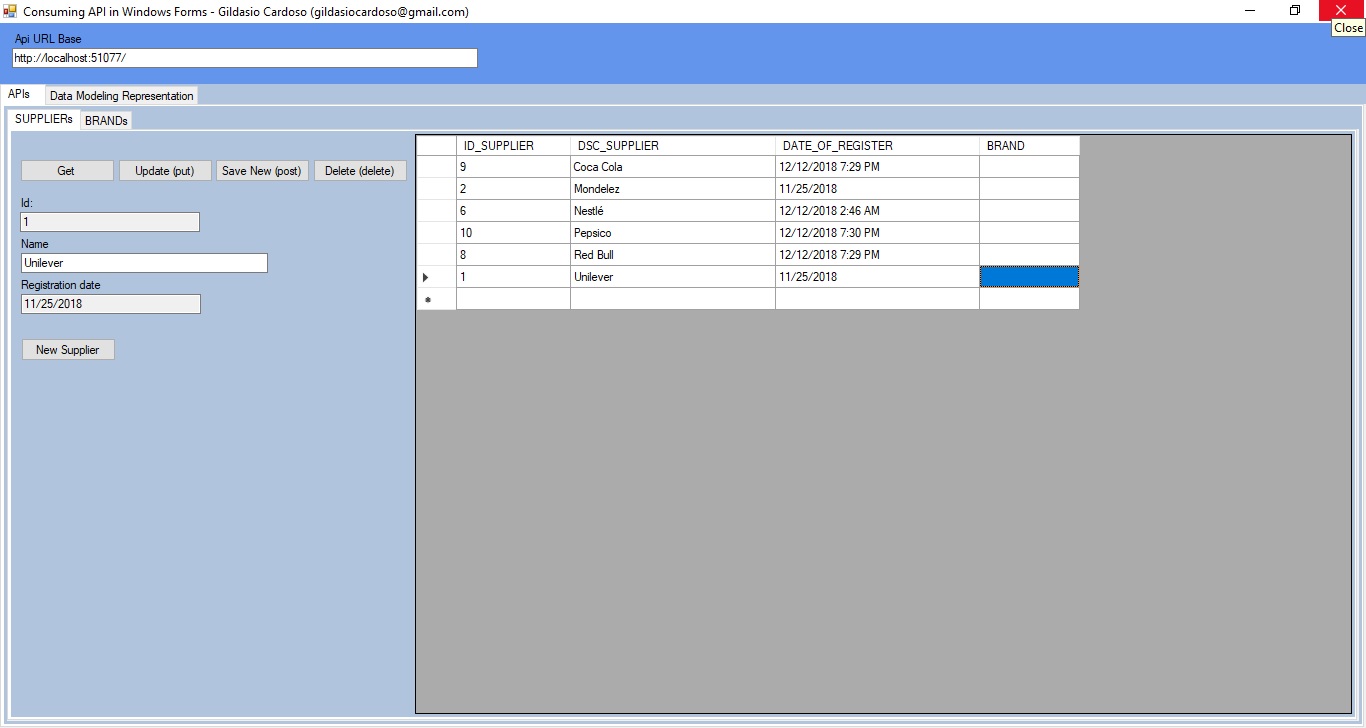 Consuming API in Windows Forms - Gildasio Cardoso (gildasiocardoso@gmail.com)
Close
Api URL Base
http://localhost:51077/
APIs Data Modeling Representation
SUPPLIERs BRANDs
Get Update (put) Save New (post) Delete (delete)
Id:
1
Name
Unilever
Registration date
11/25/2018
New Supplier
ID_SUPPLIER DSC_SUPPLIER DATE_OF_REGISTER BRAND
9 Coca Cola 12/12/2018 7:29 PM
2 Mondelez 11/25/2018
6 Nestlé 12/12/2018 2:46 AM
10 Pepsico 12/12/2018 7:30 PM
8 Red Bull 12/12/2018 7:29 PM
1 Unilever 11/25/2018